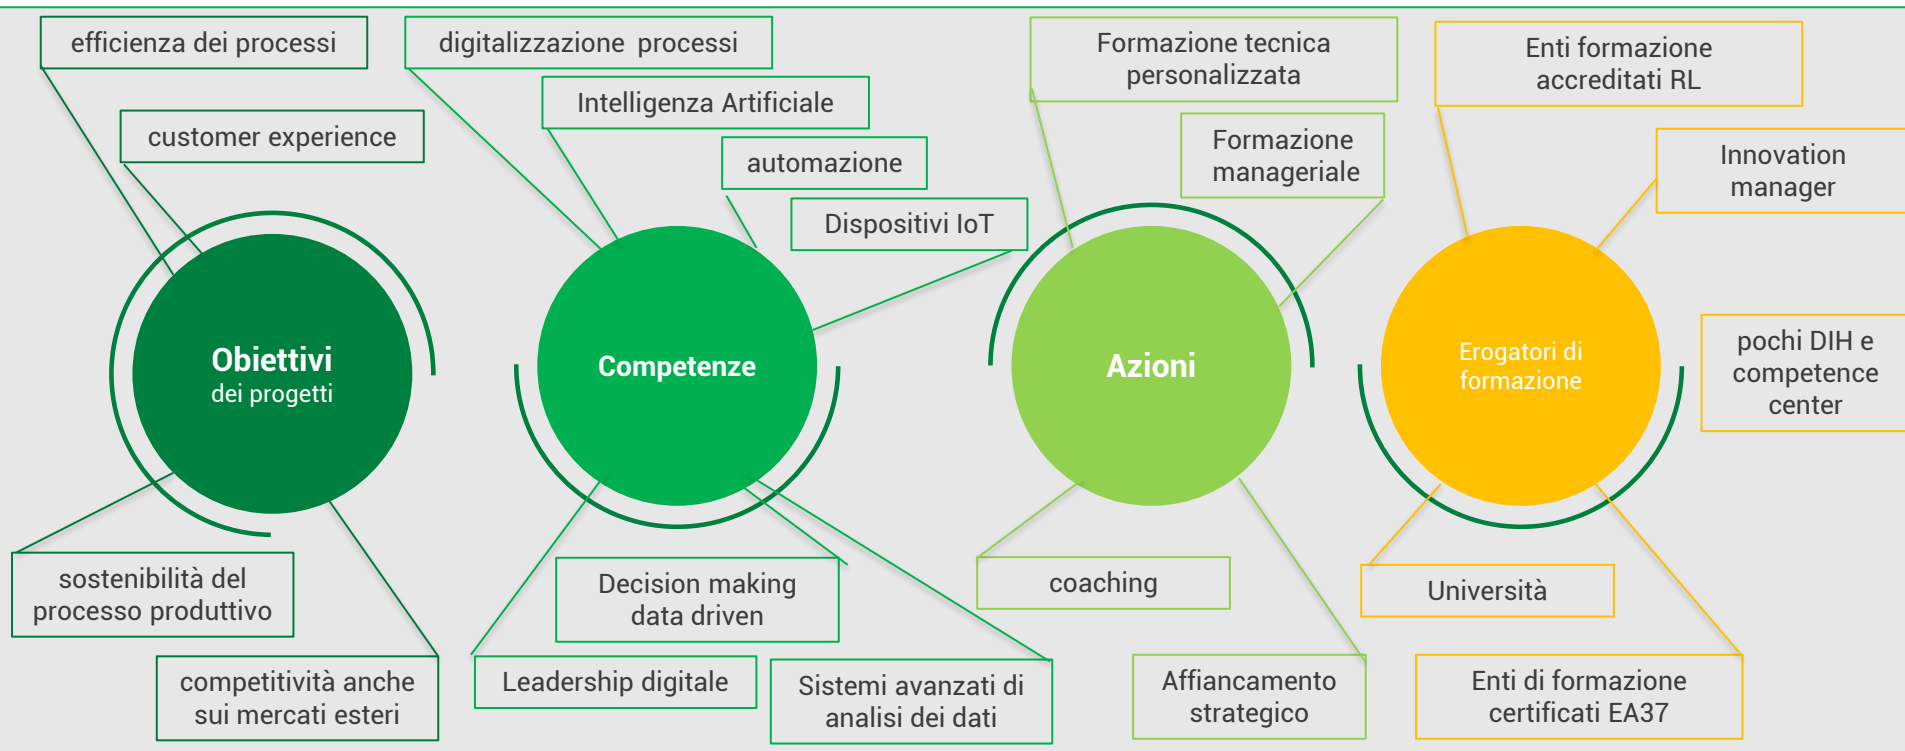 efficienza dei processi
customer experience
Obiettivi
dei progetti
sostenibilità del
processo produttivo
competitività anche
sui mercati esteri
digitalizzazione processi
Intelligenza Artificiale
automazione
Dispositivi IoT
Competenze
Decision making
data driven
Leadership digitale
Sistemi avanzati di
analisi dei dati
Formazione tecnica
personalizzata
Formazione
manageriale
Azioni
coaching
Affiancamento
strategico
Enti formazione
accreditati RL
Innovation
manager
Erogatori di
formazione
pochi DIH e
competence
center
Università
Enti di formazione
certificati EA37